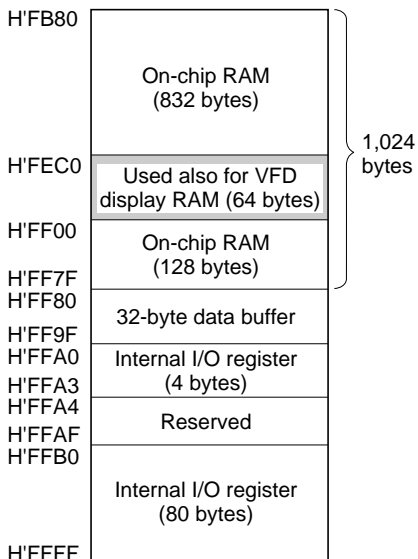 H'FB80
On-chip RAM
(832 bytes)
1,024
bytes
H'FEC0
Used also for VFD
display RAM (64 bytes)
H'FF00
On-chip RAM
(128 bytes)
H'FF7F
H'FF80
32-byte data buffer
H'FF9F
H'FFA0
Internal I/O register
(4 bytes)
H'FFA3
H'FFA4
Reserved
H'FFAF
H'FFB0
Internal I/O register
(80 bytes)
H'FFFF